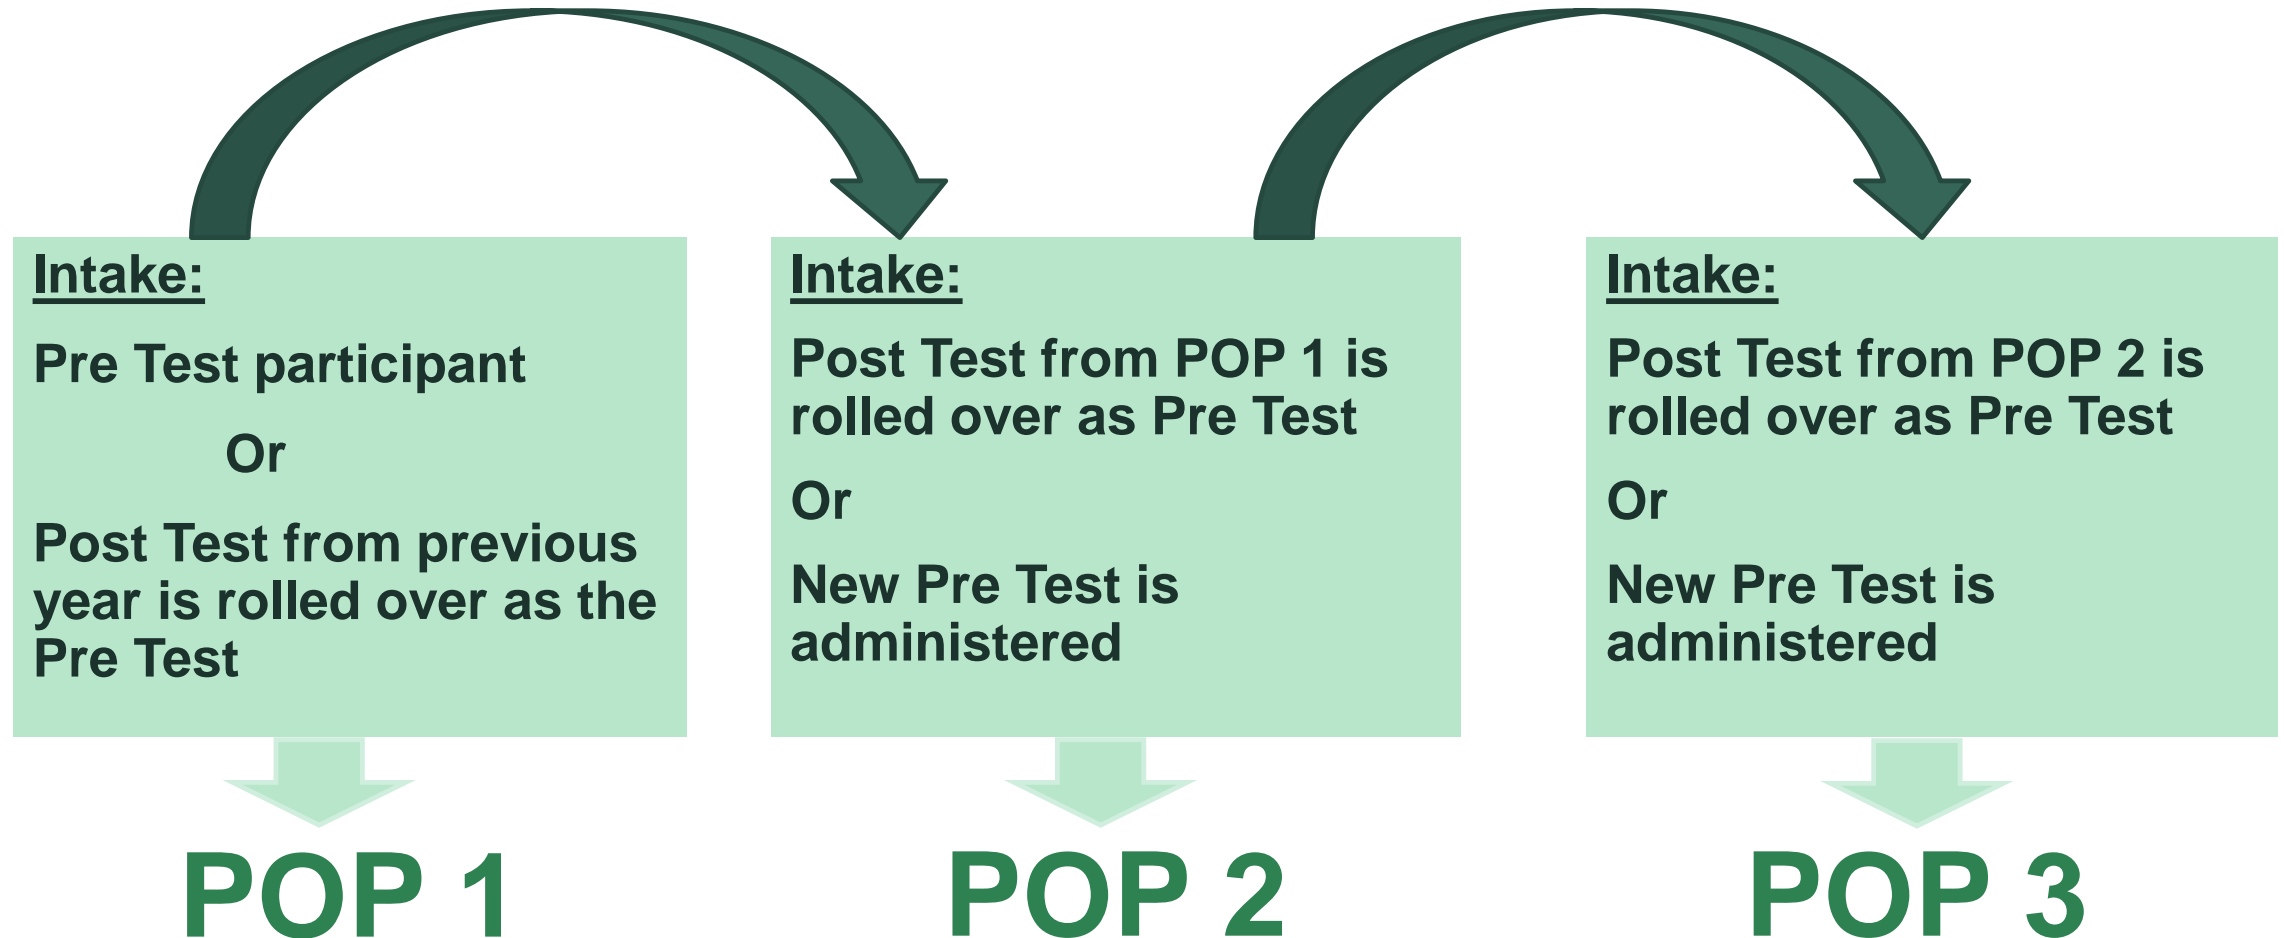 Intake:
Pre Test participant
Or
Post Test from previous
year is rolled over as the
Pre Test
POP 1
Intake:
Post Test from POP 1 is
rolled over as Pre Test
Or
New Pre Test is
administered
POP 2
Intake:
Post Test from POP 2 is
rolled over as Pre Test
Or
New Pre Test is
administered
POP 3